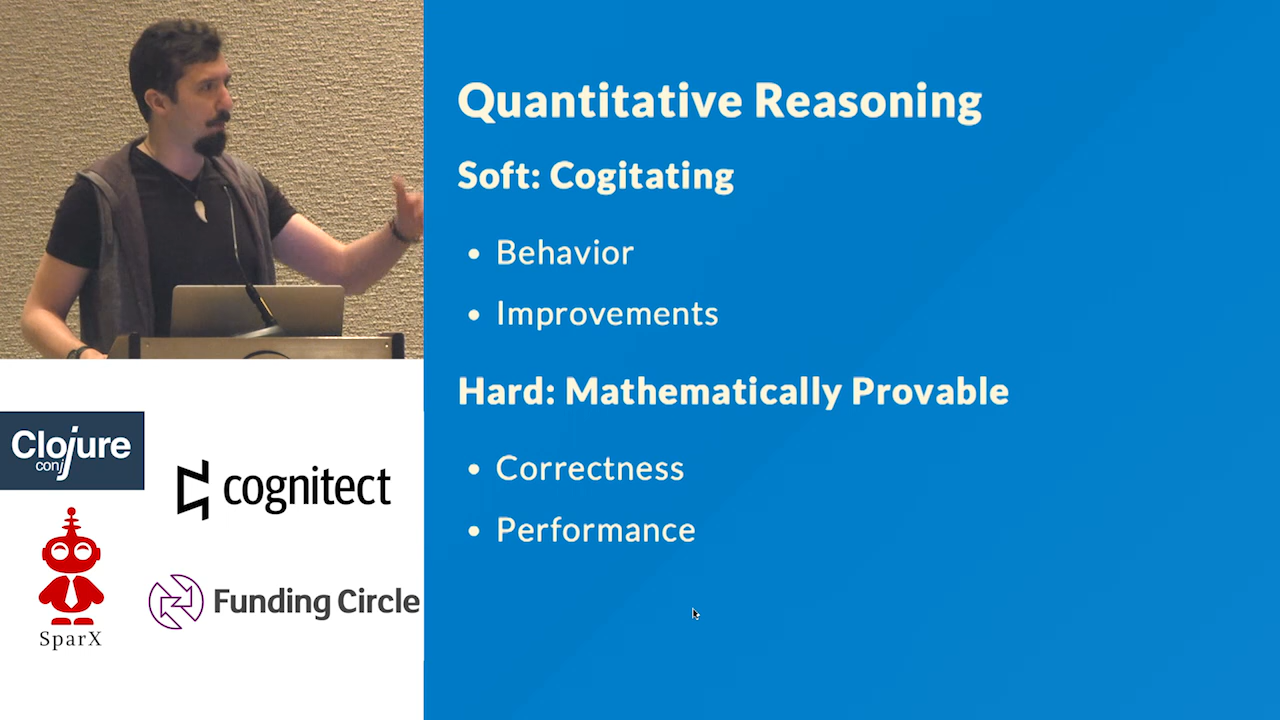 Quantitative Reasoning
Soft: Cogitating
• Behavior
• Improvements
Hard: Mathematically Provable
• Correctness
• Performance
Clojure
conj
cognitect
SparX
Funding Circle